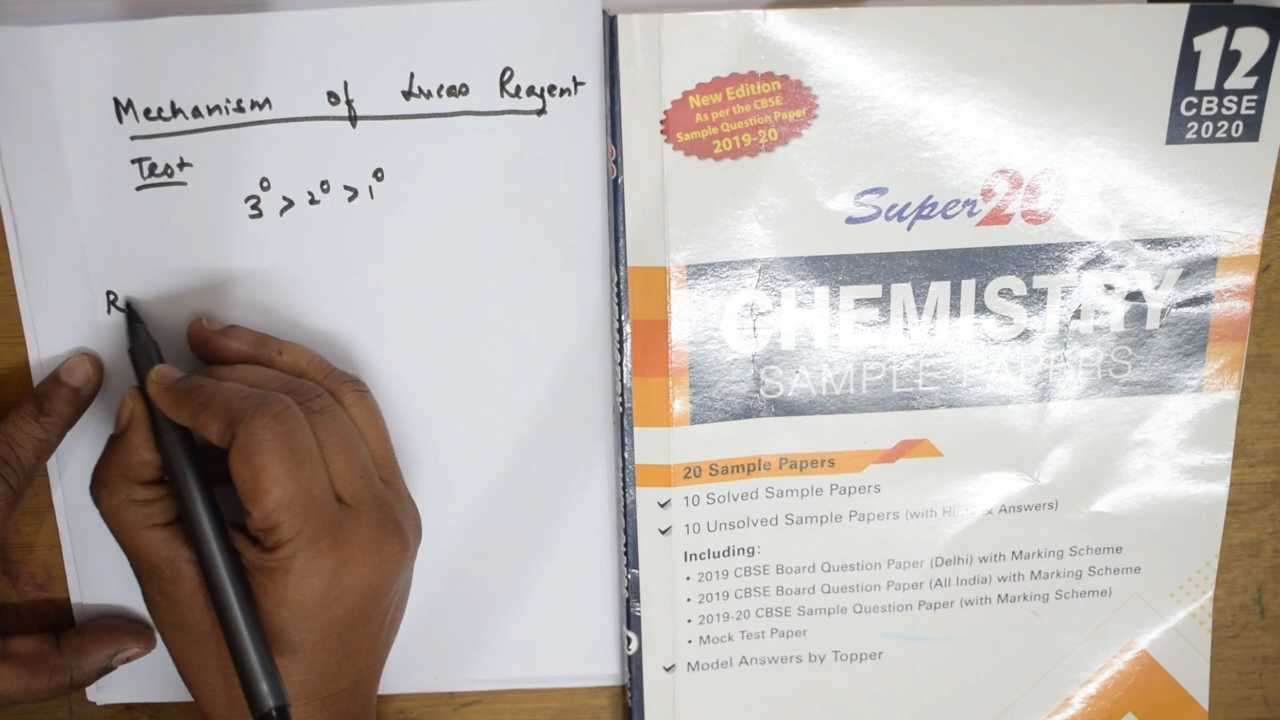 Mechanism of Lucas Reagent
Test
3° > 2° > 1°
R
12
CBSE
2020
New Edition
As per the CBSE
Sample Question Paper
2019-20
Super20
CHEMISTRY
SAMPLE PAPERS
20 Sample Papers
10 Solved Sample Papers
10 Unsolved Sample Papers (with Hints & Answers)
Including:
• 2019 CBSE Board Question Paper (Delhi) with Marking Scheme
• 2019 CBSE Board Question Paper (All India) with Marking Scheme
• 2019-20 CBSE Sample Question Paper (with Marking Scheme)
• Mock Test Paper
Model Answers by Topper